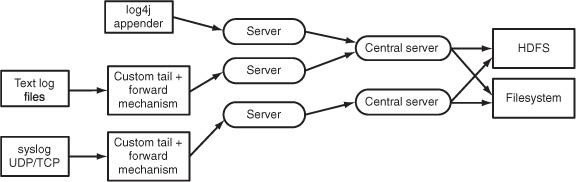 log4j
appender
Server
Central server
HDFS
Text log
files
Custom tail +
forward
mechanism
Server
Filesystem
syslog
UDP/TCP
Custom tail +
forward
mechanism
Server
Central server